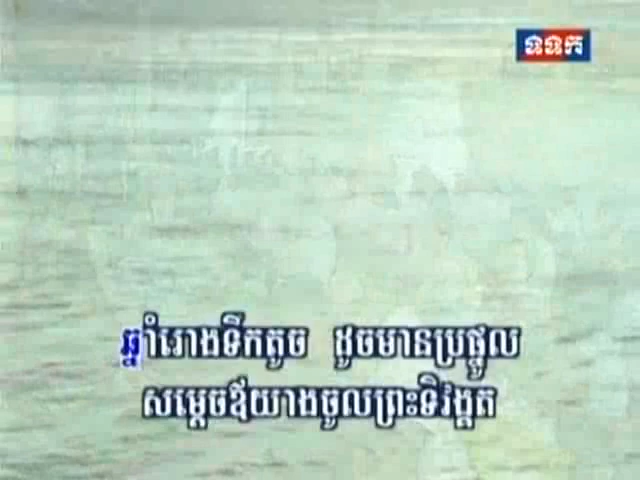 ទទក
ឆ្នាំរោងទឹកតូច ដូចមានប្រផ្នូល
សម្តេចឪយាងចូលព្រះទិវង្គត